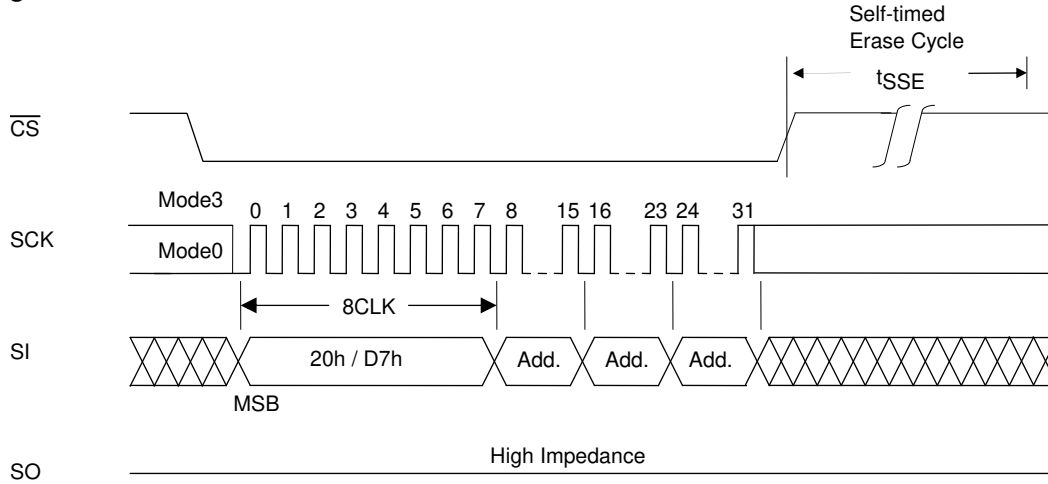 Self-timed
Erase Cycle
tSSE
CS
Mode3
0 1 2 3 4 5 6 7 8 15 16 23 24 31
SCK
Mode0
8CLK
SI
20h / D7h Add. Add. Add.
MSB
High Impedance
SO